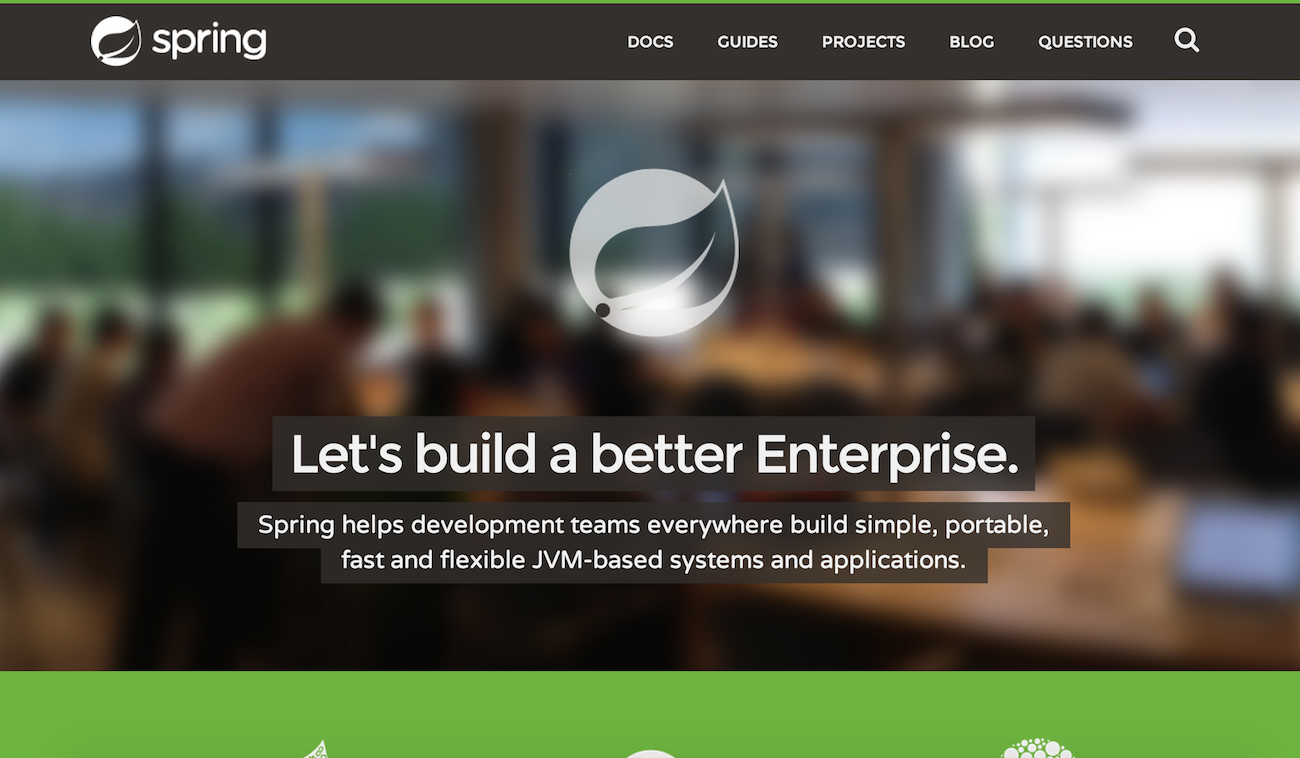 spring
DOCS GUIDES PROJECTS BLOG QUESTIONS
Let's build a better Enterprise.
Spring helps development teams everywhere build simple, portable,
fast and flexible JVM-based systems and applications.